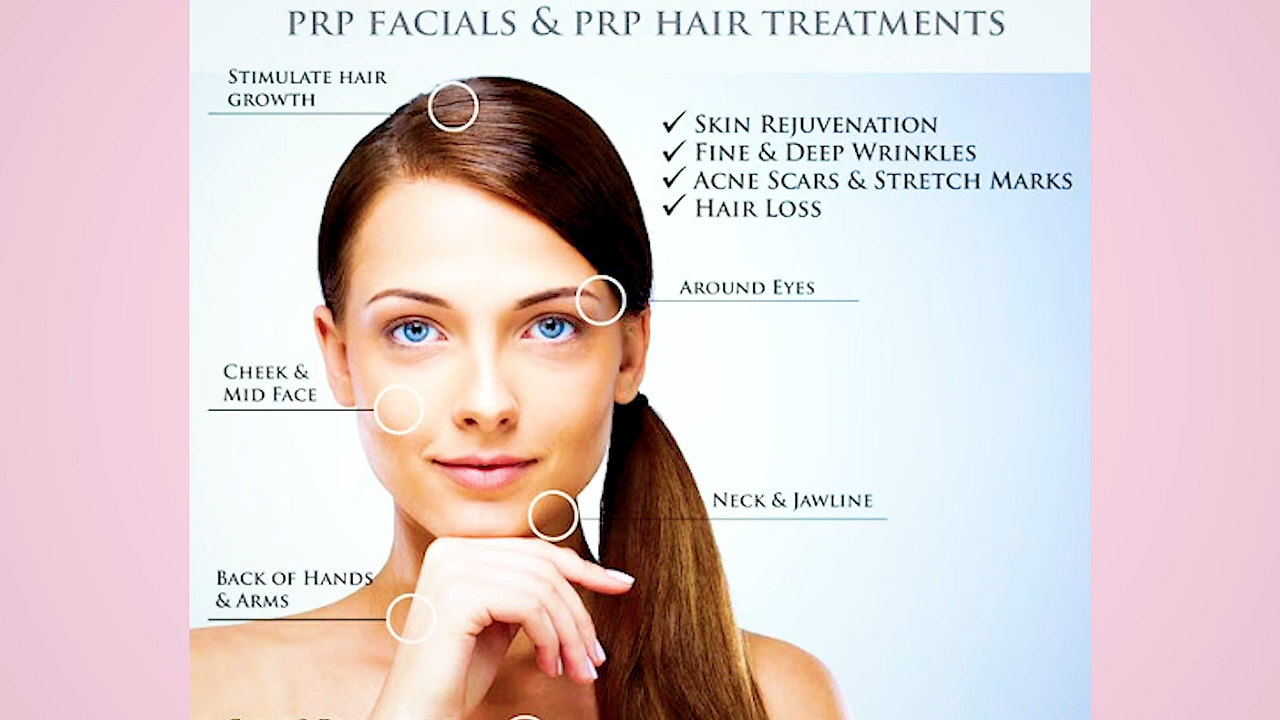 PRP FACIALS & PRP HAIR TREATMENTS
STIMULATE HAIR
GROWTH
✓ SKIN REJUVENATION
✓ FINE & DEEP WRINKLES
✓ ACNE SCARS & STRETCH MARKS
✓ HAIR LOSS
AROUND EYES
CHEEK &
MID FACE
NECK & JAWLINE
BACK OF HANDS
& ARMS